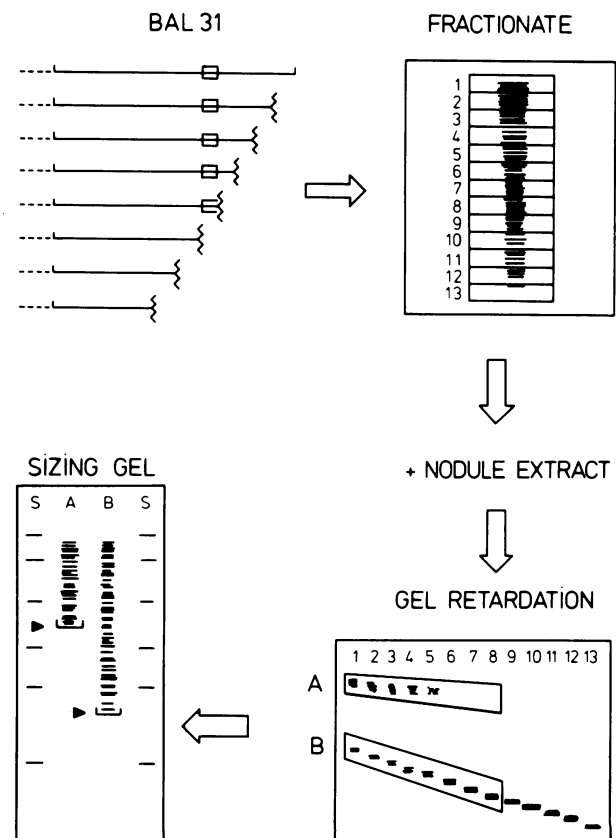 BAL 31
FRACTIONATE
1
2
3
4
5
6
7
8
9
10
11
12
13
+ NODULE EXTRACT
GEL RETARDATION
1 2 3 4 5 6 7 8 9 10 11 12 13
A
B
SIZING GEL
S A B S